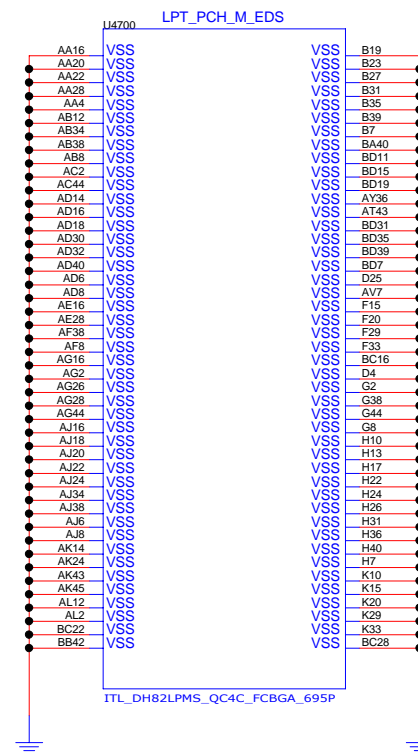 LPT_PCH_M_EDS
U4700
AA16 VSS VSS B19
AA20 VSS VSS B23
AA22 VSS VSS B27
AA28 VSS VSS B31
AA4 VSS VSS B35
AB12 VSS VSS B39
AB34 VSS VSS B7
AB38 VSS VSS BA40
AB8 VSS VSS BD11
AC2 VSS VSS BD15
AC44 VSS VSS BD19
AD14 VSS VSS AY36
AD16 VSS VSS AT43
AD18 VSS VSS BD31
AD30 VSS VSS BD35
AD32 VSS VSS BD39
AD40 VSS VSS BD7
AD6 VSS VSS D25
AD8 VSS VSS AV7
AE16 VSS VSS F15
AE28 VSS VSS F20
AF38 VSS VSS F29
AF8 VSS VSS F33
AG16 VSS VSS BC16
AG2 VSS VSS D4
AG26 VSS VSS G2
AG28 VSS VSS G38
AG44 VSS VSS G44
AJ16 VSS VSS G8
AJ18 VSS VSS H10
AJ20 VSS VSS H13
AJ22 VSS VSS H17
AJ24 VSS VSS H22
AJ34 VSS VSS H24
AJ38 VSS VSS H26
AJ6 VSS VSS H31
AJ8 VSS VSS H36
AK14 VSS VSS H40
AK24 VSS VSS H7
AK43 VSS VSS K10
AK45 VSS VSS K15
AL12 VSS VSS K20
AL2 VSS VSS K29
BC22 VSS VSS K33
BB42 VSS VSS BC28
ITL_DH82LPMS_QC4C_FCBGA_695P